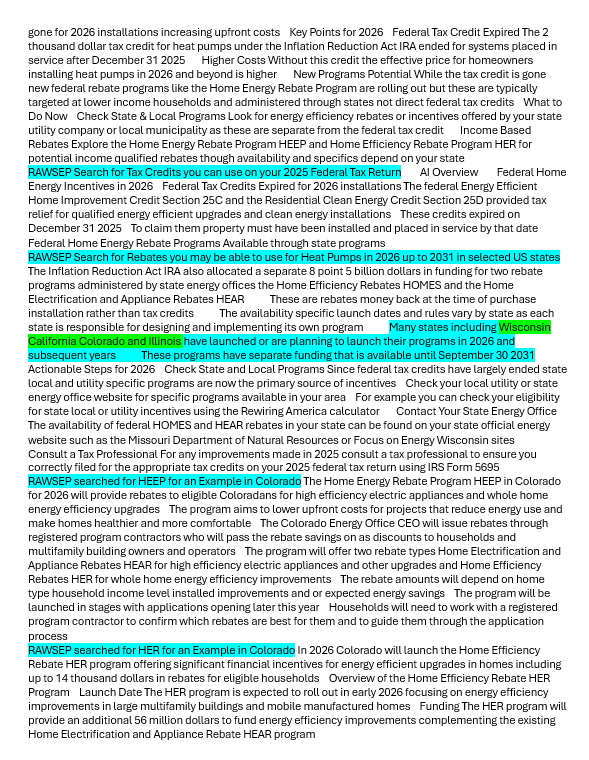 gone for 2026 installations increasing upfront costs Key Points for 2026 Federal Tax Credit Expired The 2
thousand dollar tax credit for heat pumps under the Inflation Reduction Act IRA ended for systems placed in
service after December 31 2025 Higher Costs Without this credit the effective price for homeowners
installing heat pumps in 2026 and beyond is higher New Programs Potential While the tax credit is gone
new federal rebate programs like the Home Energy Rebate Program are rolling out but these are typically
targeted at lower income households and administered through states not direct federal tax credits What to
Do Now Check State & Local Programs Look for energy efficiency rebates or incentives offered by your state
utility company or local municipality as these are separate from the federal tax credit Income Based
Rebates Explore the Home Energy Rebate Program HEEP and Home Efficiency Rebate Program HER for
potential income qualified rebates though availability and specifics depend on your state
RAWSEP Search for Tax Credits you can use on your 2025 Federal Tax Return AI Overview Federal Home
Energy Incentives in 2026 Federal Tax Credits Expired for 2026 installations The federal Energy Efficient
Home Improvement Credit Section 25C and the Residential Clean Energy Credit Section 25D provided tax
relief for qualified energy efficient upgrades and clean energy installations These credits expired on
December 31 2025 To claim them property must have been installed and placed in service by that date
Federal Home Energy Rebate Programs Available through state programs
RAWSEP Search for Rebates you may be able to use for Heat Pumps in 2026 up to 2031 in selected US states
The Inflation Reduction Act IRA also allocated a separate 8 point 5 billion dollars in funding for two rebate
programs administered by state energy offices the Home Efficiency Rebates HOMES and the Home
Electrification and Appliance Rebates HEAR These are rebates money back at the time of purchase
installation rather than tax credits The availability specific launch dates and rules vary by state as each
state is responsible for designing and implementing its own program Many states including Wisconsin
California Colorado and Illinois have launched or are planning to launch their programs in 2026 and
subsequent years These programs have separate funding that is available until September 30 2031
Actionable Steps for 2026 Check State and Local Programs Since federal tax credits have largely ended state
local and utility specific programs are now the primary source of incentives Check your local utility or state
energy office website for specific programs available in your area For example you can check your eligibility
for state local or utility incentives using the Rewiring America calculator Contact Your State Energy Office
The availability of federal HOMES and HEAR rebates in your state can be found on your state official energy
website such as the Missouri Department of Natural Resources or Focus on Energy Wisconsin sites
Consult a Tax Professional For any improvements made in 2025 consult a tax professional to ensure you
correctly filed for the appropriate tax credits on your 2025 federal tax return using IRS Form 5695
RAWSEP searched for HEEP for an Example in Colorado The Home Energy Rebate Program HEEP in Colorado
for 2026 will provide rebates to eligible Coloradans for high efficiency electric appliances and whole home
energy efficiency upgrades The program aims to lower upfront costs for projects that reduce energy use and
make homes healthier and more comfortable The Colorado Energy Office CEO will issue rebates through
registered program contractors who will pass the rebate savings on as discounts to households and
multifamily building owners and operators The program will offer two rebate types Home Electrification and
Appliance Rebates HEAR for high efficiency electric appliances and other upgrades and Home Efficiency
Rebates HER for whole home energy efficiency improvements The rebate amounts will depend on home
type household income level installed improvements and or expected energy savings The program will be
launched in stages with applications opening later this year Households will need to work with a registered
program contractor to confirm which rebates are best for them and to guide them through the application
process
RAWSEP searched for HER for an Example in Colorado In 2026 Colorado will launch the Home Efficiency
Rebate HER program offering significant financial incentives for energy efficient upgrades in homes including
up to 14 thousand dollars in rebates for eligible households Overview of the Home Efficiency Rebate HER
Program Launch Date The HER program is expected to roll out in early 2026 focusing on energy efficiency
improvements in large multifamily buildings and mobile manufactured homes Funding The HER program will
provide an additional 56 million dollars to fund energy efficiency improvements complementing the existing
Home Electrification and Appliance Rebate HEAR program